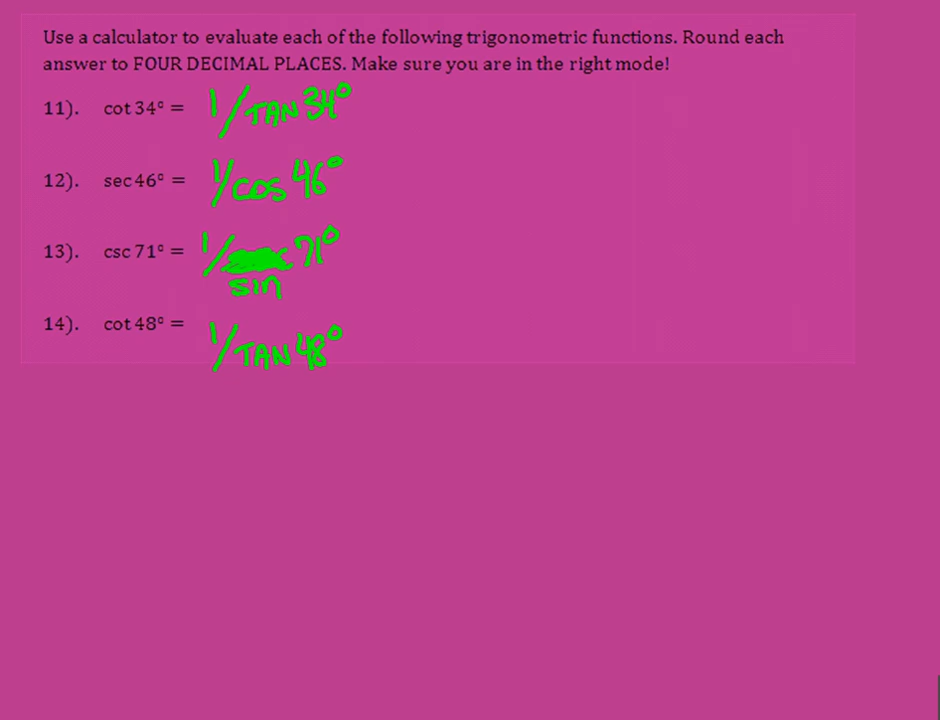 Use a calculator to evaluate each of the following trigonometric functions. Round each
answer to FOUR DECIMAL PLACES. Make sure you are in the right mode!
11). cot 34° = 1/TAN 34°
12). sec 46° = 1/cos 46°
13). csc 71° = 1/ 71°
sin
14). cot 48° = 1/TAN 48°